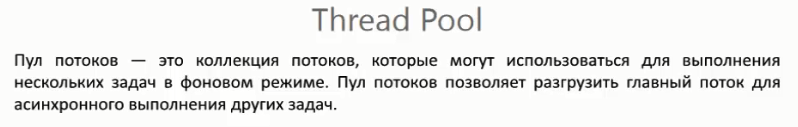 Thread Pool
Пул потоков — это коллекция потоков, которые могут использоваться для выполнения
нескольких задач в фоновом режиме. Пул потоков позволяет разгрузить главный поток для
асинхронного выполнения других задач.